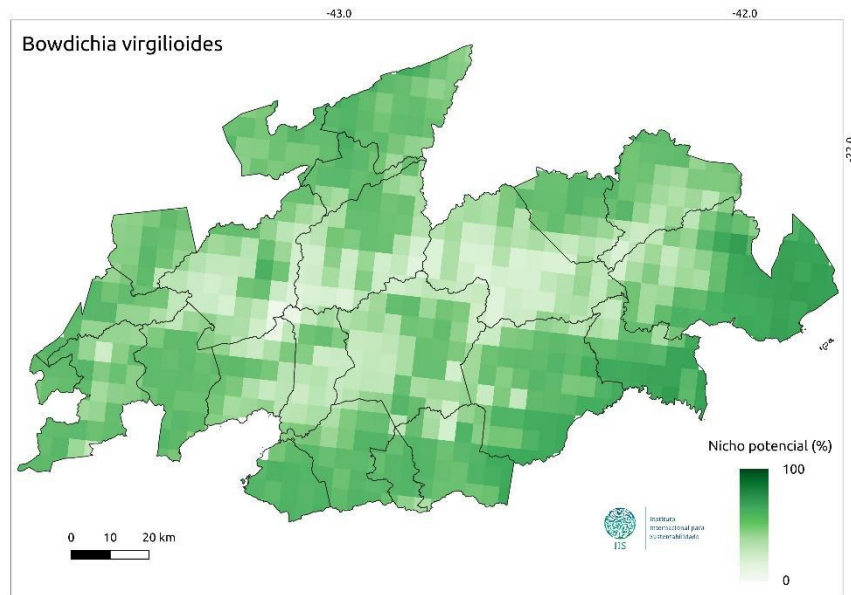 -43.0
-42.0
Bowdichia virgilioides
-22.0
Nicho potencial (%)
100
0
0 10 20 km
IIS
Instituto
Internacional para
Sustentabilidade